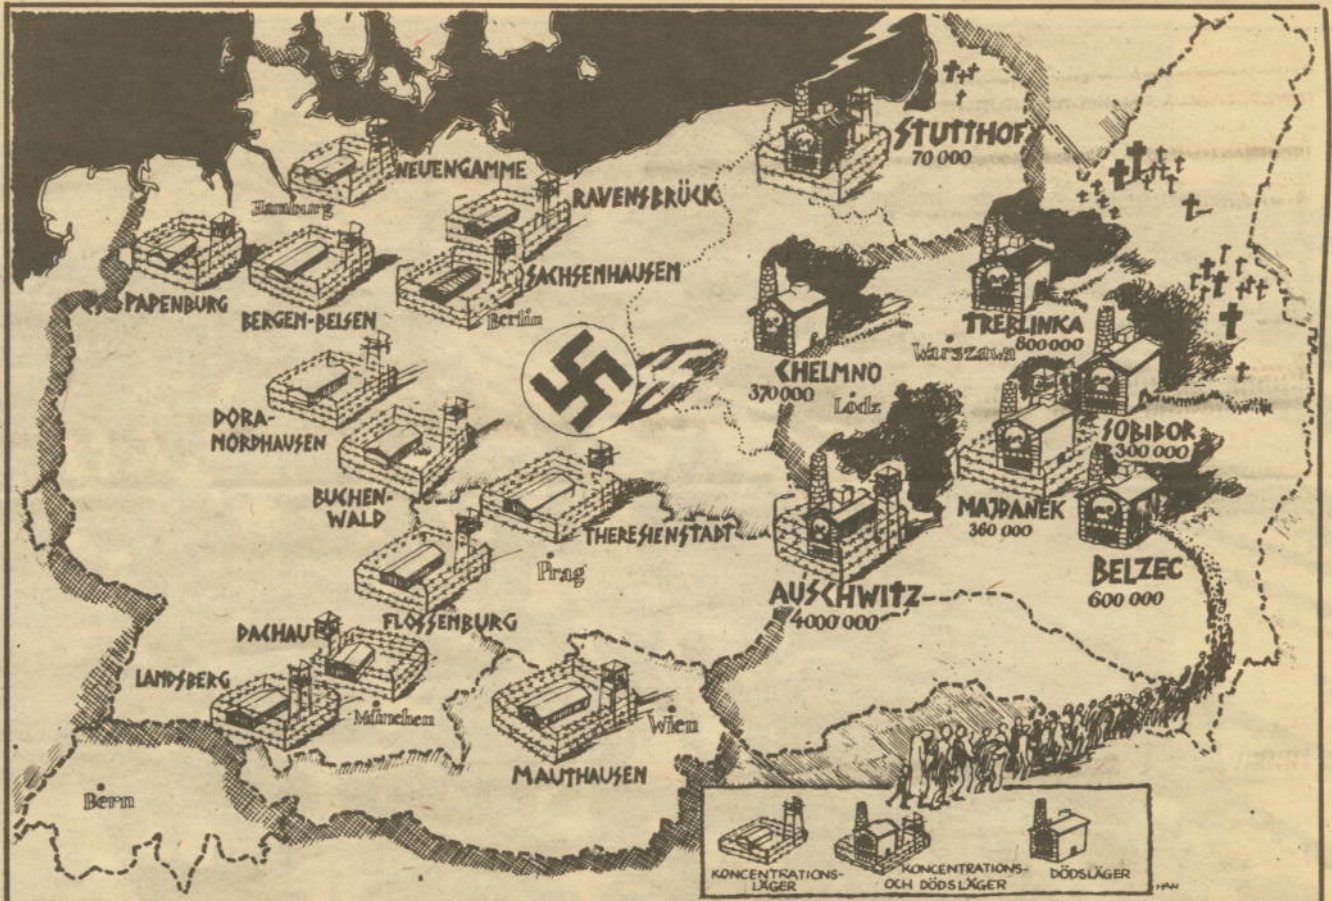 STUTTHOF
70 000
NEUENGAMME
Hamburg
RAVENSBRÜCK
SACHSENHAUSEN
Berlin
PAPENBURG
BERGEN-BELSEN
TREBLINKA
800 000
Warszawa
CHELMNO
370 000
Lódz
DORA-
NORDHAUSEN
SOBIBOR
300 000
BUCHEN-
WALD
THERESIENSTADT
MAJDANEK
360 000
Prag
BELZEC
600 000
AUSCHWITZ
4000 000
FLOSSENBURG
DACHAU
LANDSBERG
München
Wien
MAUTHAUSEN
Bern
KONCENTRATIONS-
LÄGER
KONCENTRATIONS-
OCH DÖDSLÄGER
DÖDSLÄGER